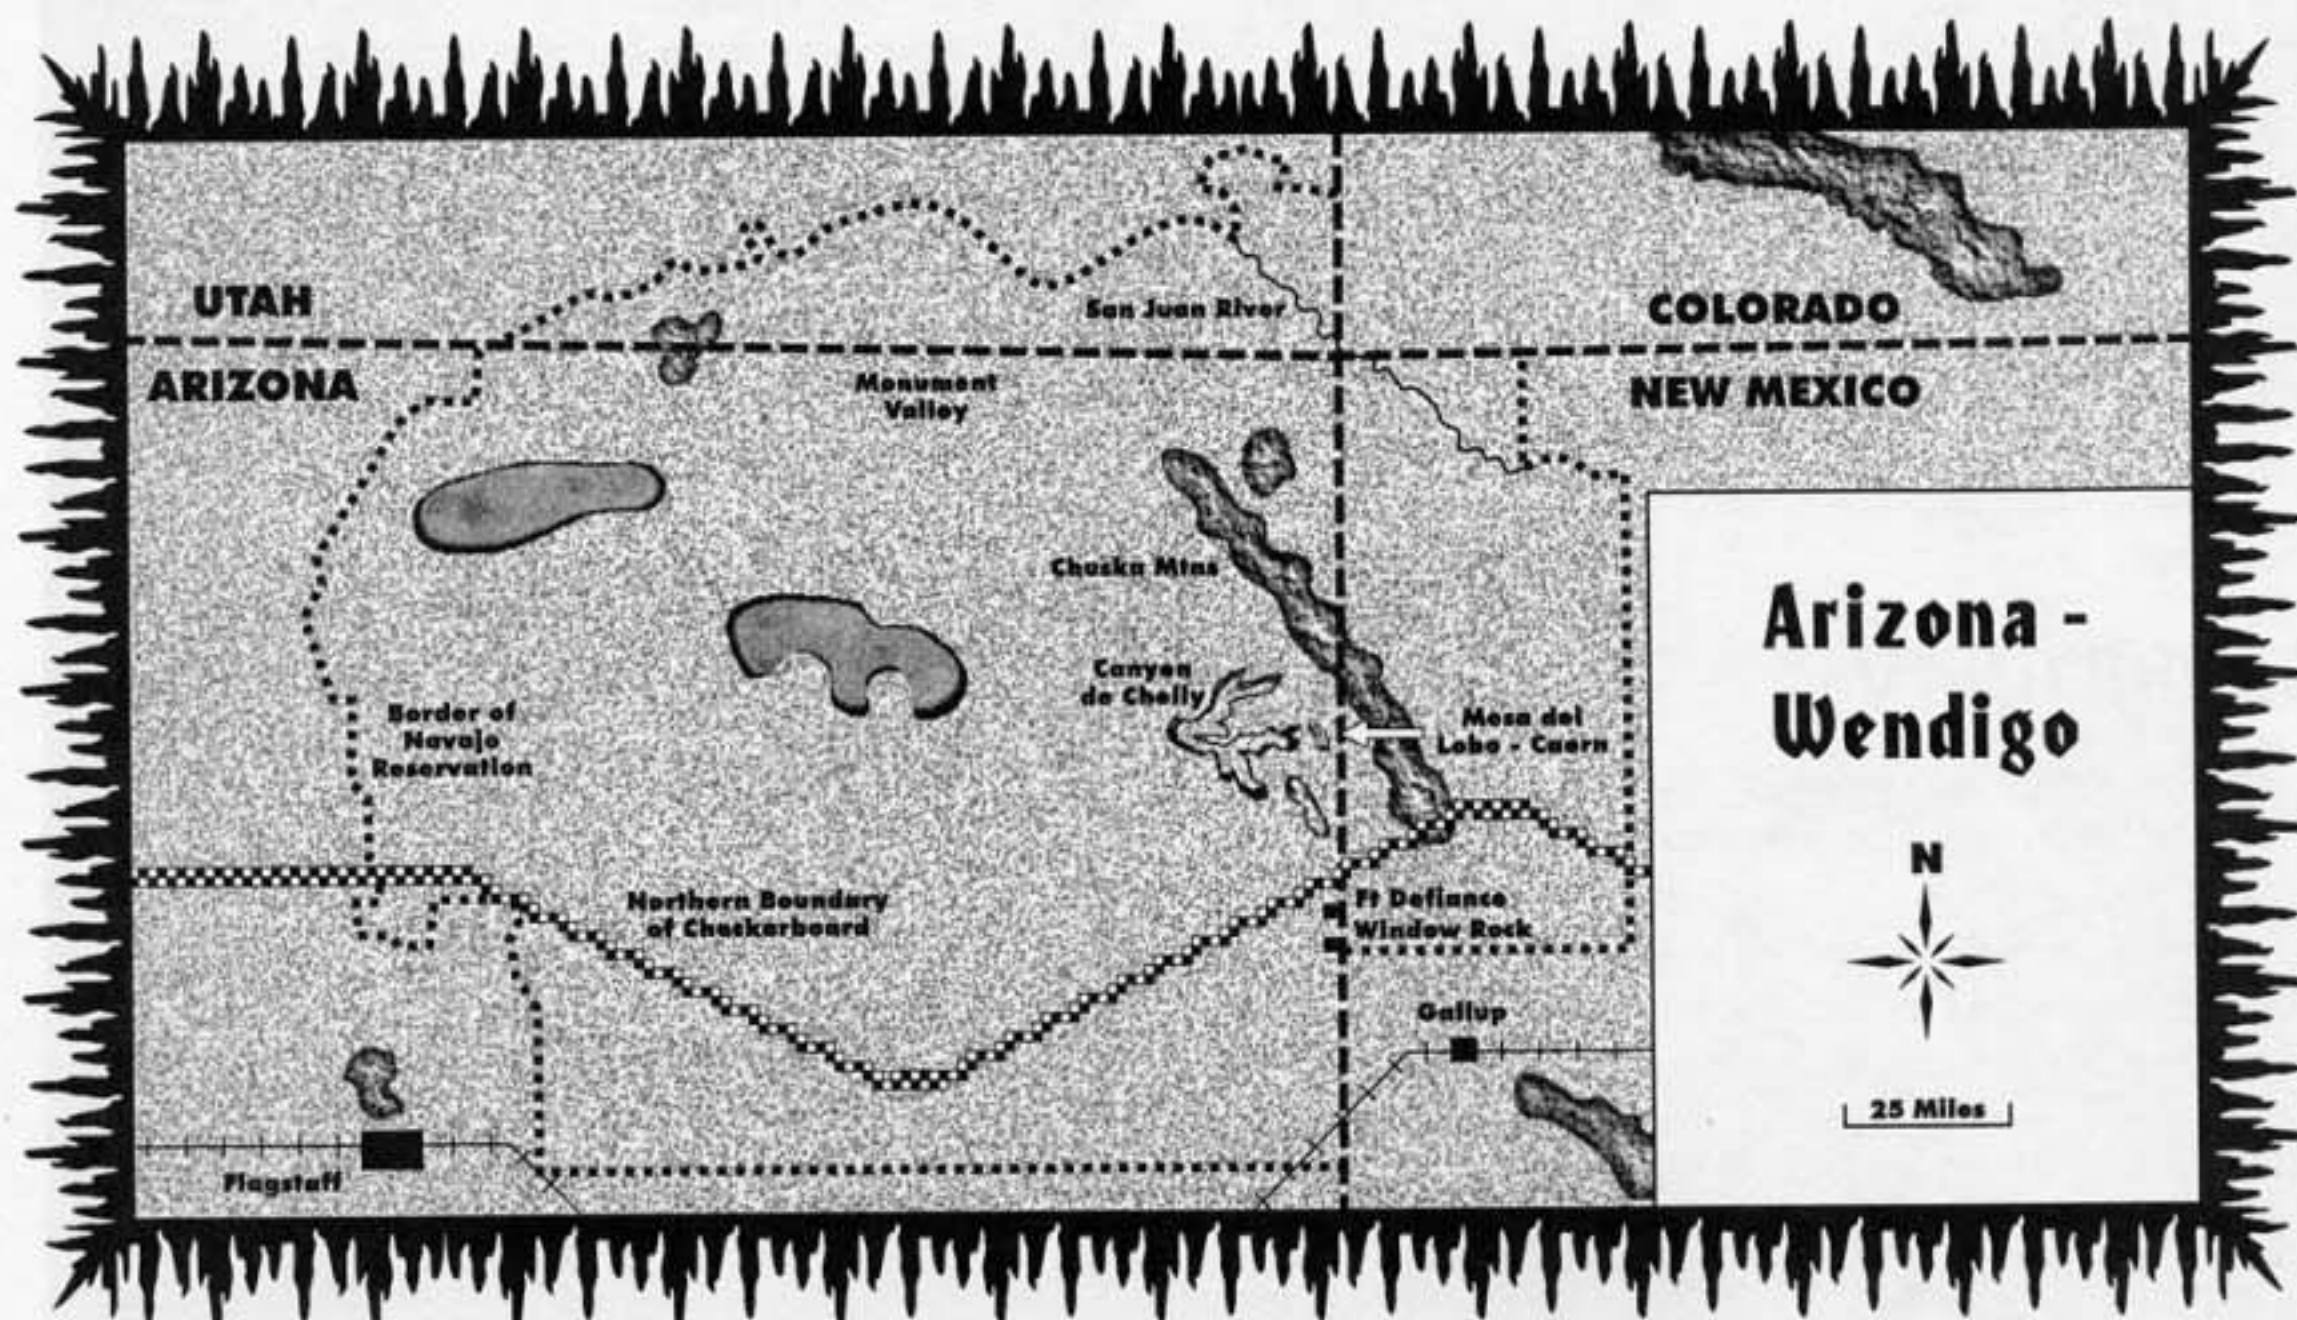 UTAH
San Juan River
COLORADO
ARIZONA
Monument
Valley
NEW MEXICO
Chuska Mtns
Canyon
de Chelly
Border of
Navajo
Reservation
Mesa del
Lobo - Caern
Arizona -
Wendigo
N
Northern Boundary
of Checkerboard
Ft Defiance
Window Rock
Gallup
25 Miles
Flagstaff